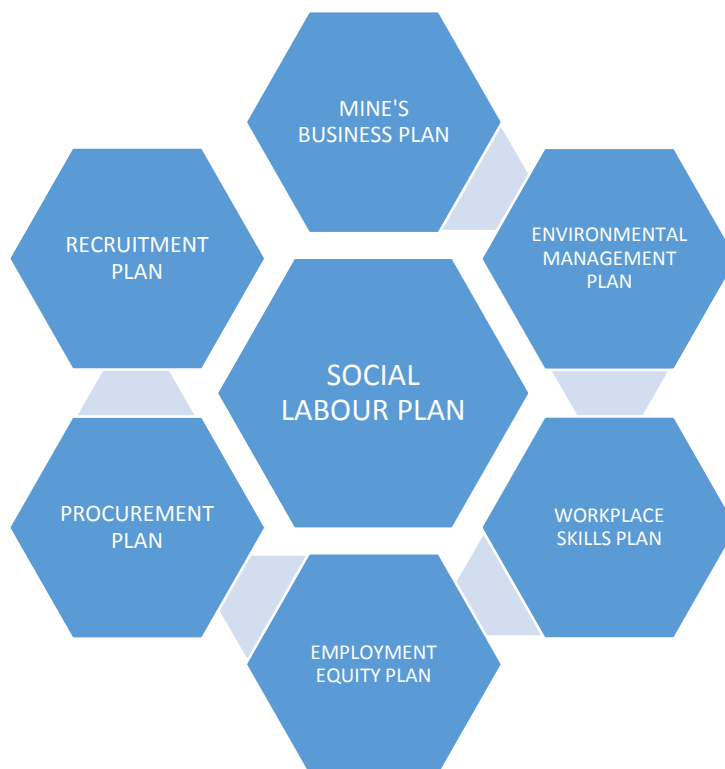 MINE'S
BUSINESS PLAN
ENVIRONMENTAL
MANAGEMENT
PLAN
WORKPLACE
SKILLS PLAN
EMPLOYMENT
EQUITY PLAN
PROCUREMENT
PLAN
RECRUITMENT
PLAN
SOCIAL
LABOUR PLAN